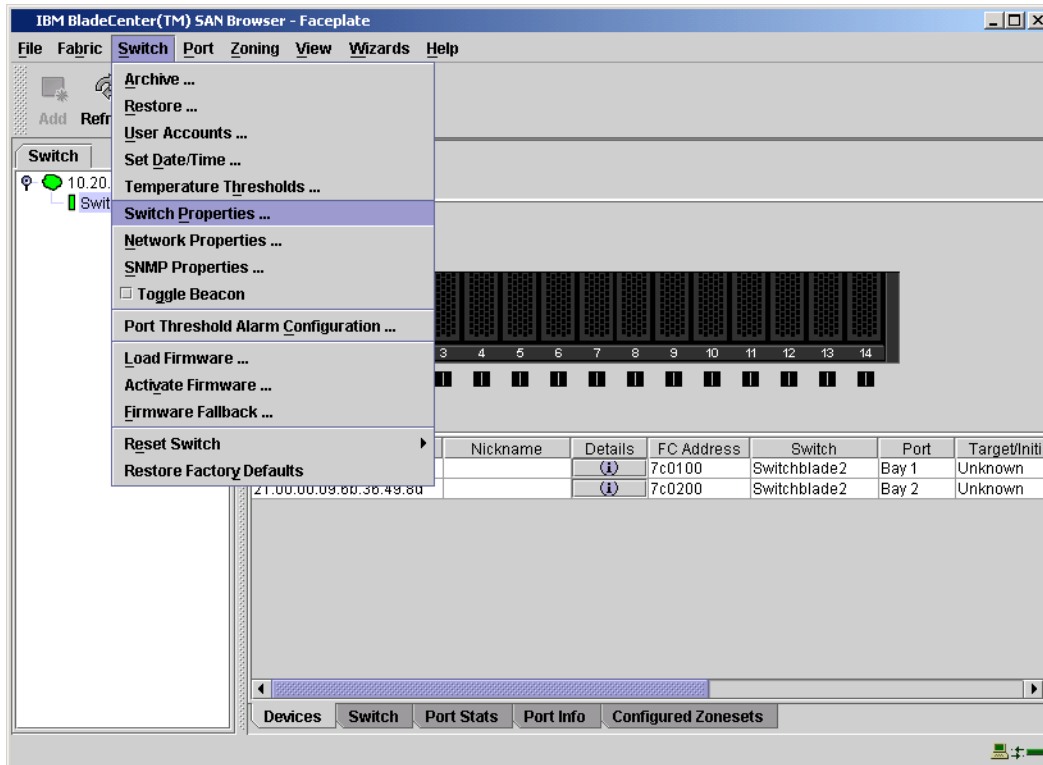 IBM BladeCenter(TM) SAN Browser - Faceplate
File Fabric Switch Port Zoning View Wizards Help
Add Refr
Switch
10.20.
Swit
Archive ...
Restore ...
User Accounts ...
Set Date/Time ...
Temperature Thresholds ...
Switch Properties ...
Network Properties ...
SNMP Properties ...
Toggle Beacon
Port Threshold Alarm Configuration ...
Load Firmware ...
Activate Firmware ...
Firmware Fallback ...
Reset Switch
Restore Factory Defaults
3 4 5 6 7 8 9 10 11 12 13 14
Nickname Details FC Address Switch Port Target/Initi
(i) 7c0100 Switchblade2 Bay 1 Unknown
21.00.00.09.6b.36.49.8d (i) 7c0200 Switchblade2 Bay 2 Unknown
Devices Switch Port Stats Port Info Configured Zonesets